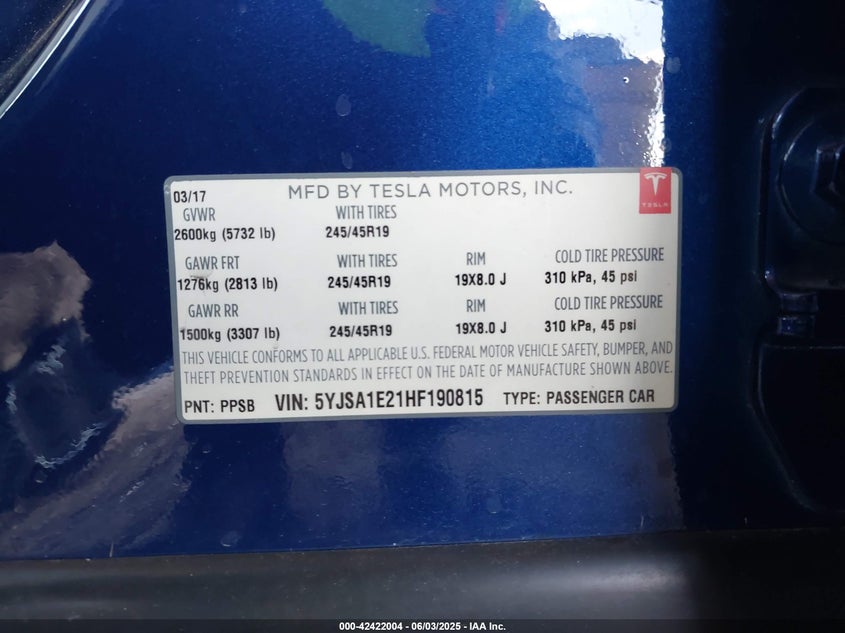 03/17 MFD BY TESLA MOTORS, INC.
TESLA
GVWR WITH TIRES
2600kg (5732 lb) 245/45R19
GAWR FRT WITH TIRES RIM COLD TIRE PRESSURE
1276kg (2813 lb) 245/45R19 19X8.0 J 310 kPa, 45 psi
GAWR RR WITH TIRES RIM COLD TIRE PRESSURE
1500kg (3307 lb) 245/45R19 19X8.0 J 310 kPa, 45 psi
THIS VEHICLE CONFORMS TO ALL APPLICABLE U.S. FEDERAL MOTOR VEHICLE SAFETY, BUMPER, AND
THEFT PREVENTION STANDARDS IN EFFECT ON THE DATE OF MANUFACTURE SHOWN ABOVE.
PNT: PPSB VIN: 5YJSA1E21HF190815 TYPE: PASSENGER CAR
000-42422004 - 06/03/2025 - IAA Inc.